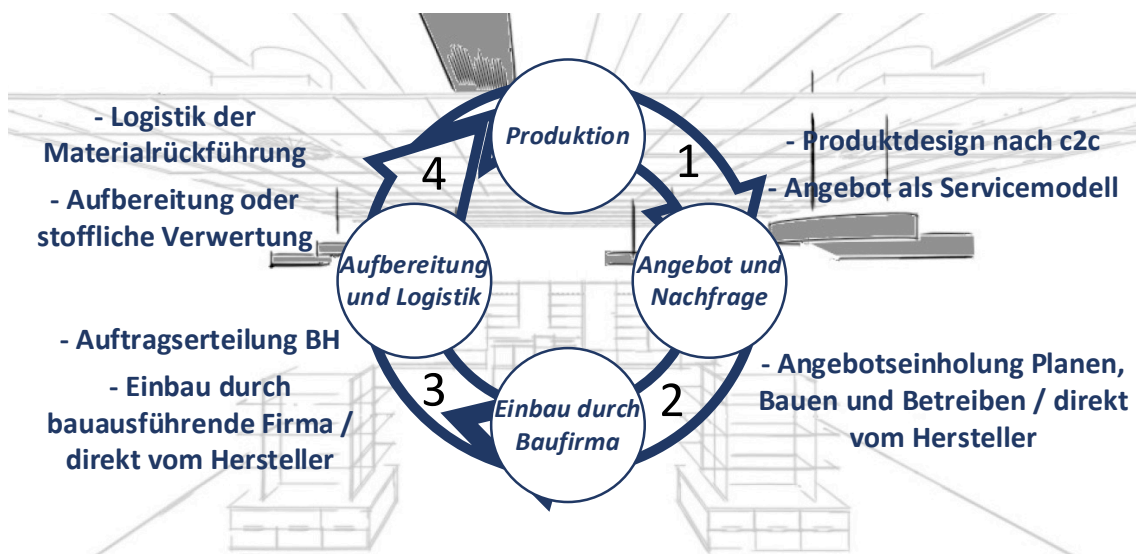 Produktion
1
- Produktdesign nach c2c
- Angebot als Servicemodell
Angebot und
Nachfrage
2
- Angebotseinholung Planen,
Bauen und Betreiben / direkt
vom Hersteller
Einbau durch
Baufirma
3
- Auftragserteilung BH
- Einbau durch
bauausführende Firma /
direkt vom Hersteller
Aufbereitung
und Logistik
4
- Logistik der
Materialrückführung
- Aufbereitung oder
stoffliche Verwertung